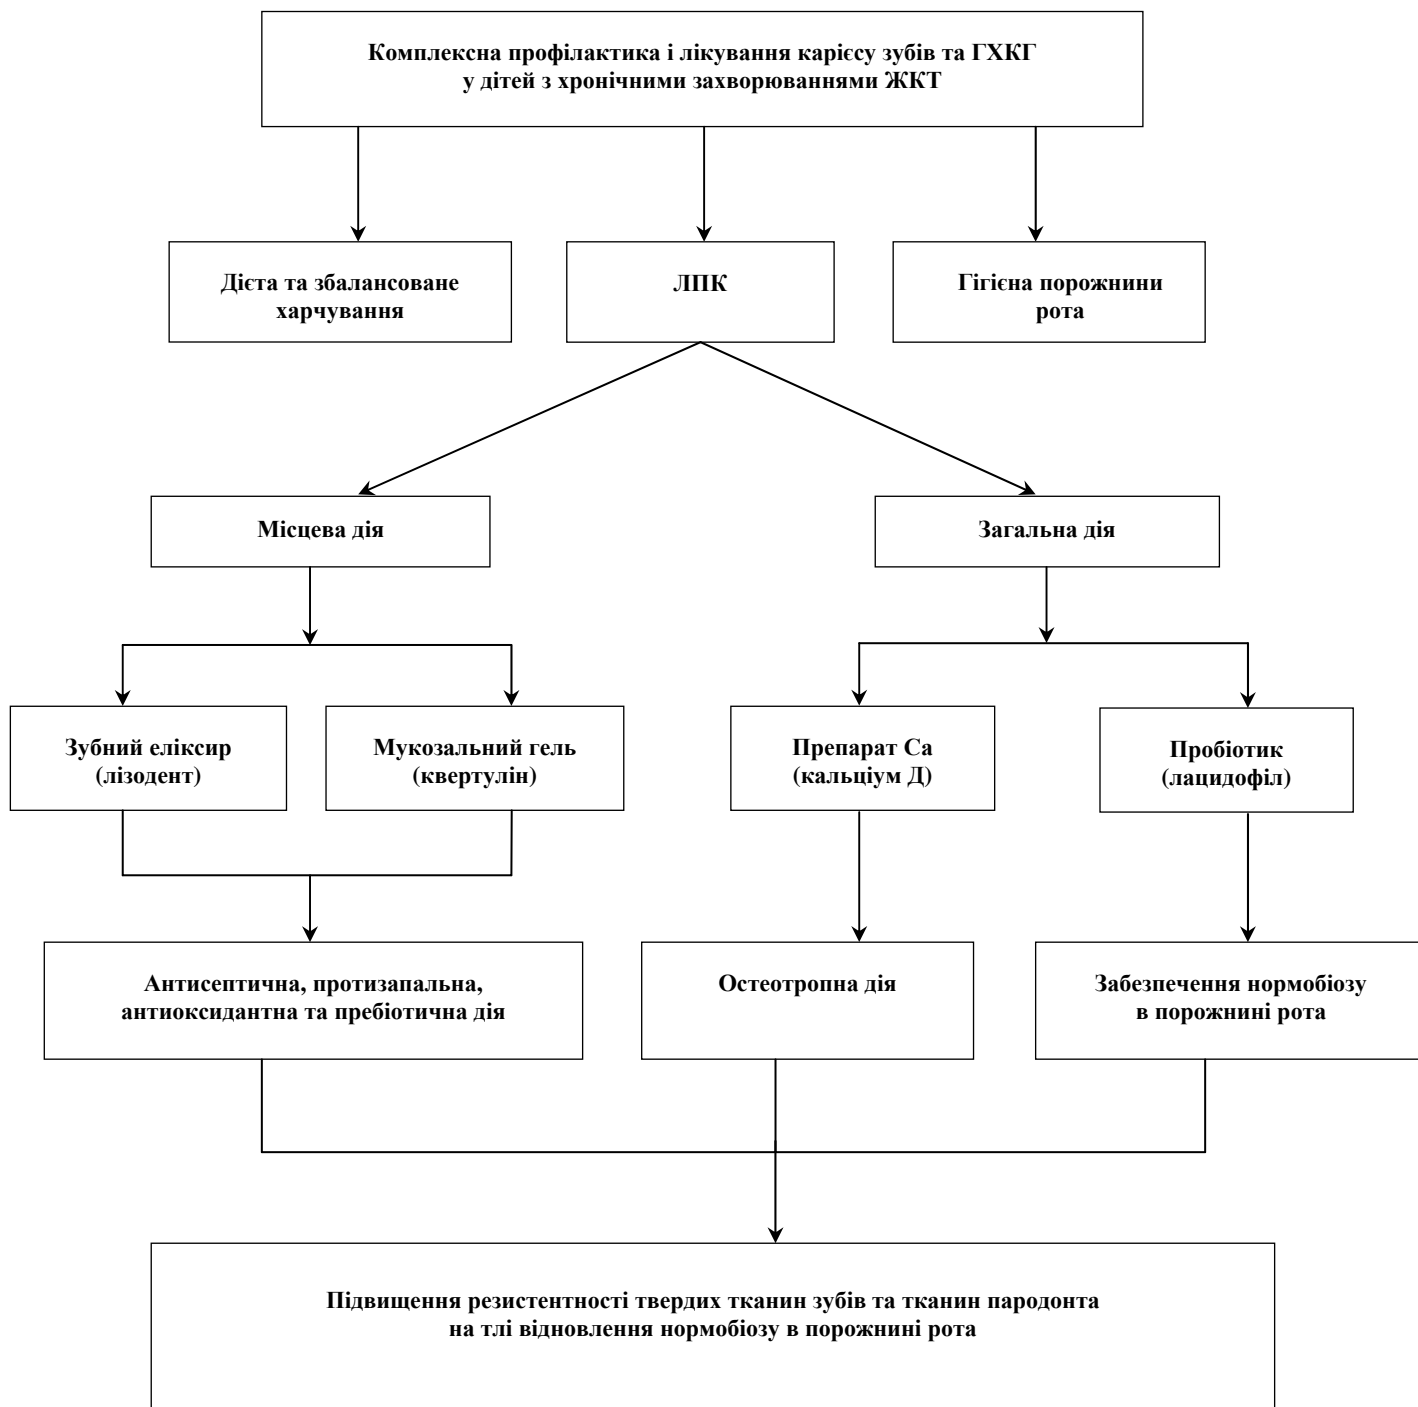 Комплексна профілактика і лікування карієсу зубів та ГХКГ
у дітей з хронічними захворюваннями ЖКТ
Дієта та збалансоване
харчування
ЛПК
Гігієна порожнини
рота
Місцева дія
Загальна дія
Зубний еліксир
(лізодент)
Мукозальний гель
(квертулін)
Препарат Са
(кальціум Д)
Пробіотик
(лацидофіл)
Антисептична, протизапальна,
антиоксидантна та пребіотична дія
Остеотропна дія
Забезпечення нормобіозу
в порожнині рота
Підвищення резистентності твердих тканин зубів та тканин пародонта
на тлі відновлення нормобіозу в порожнині рота